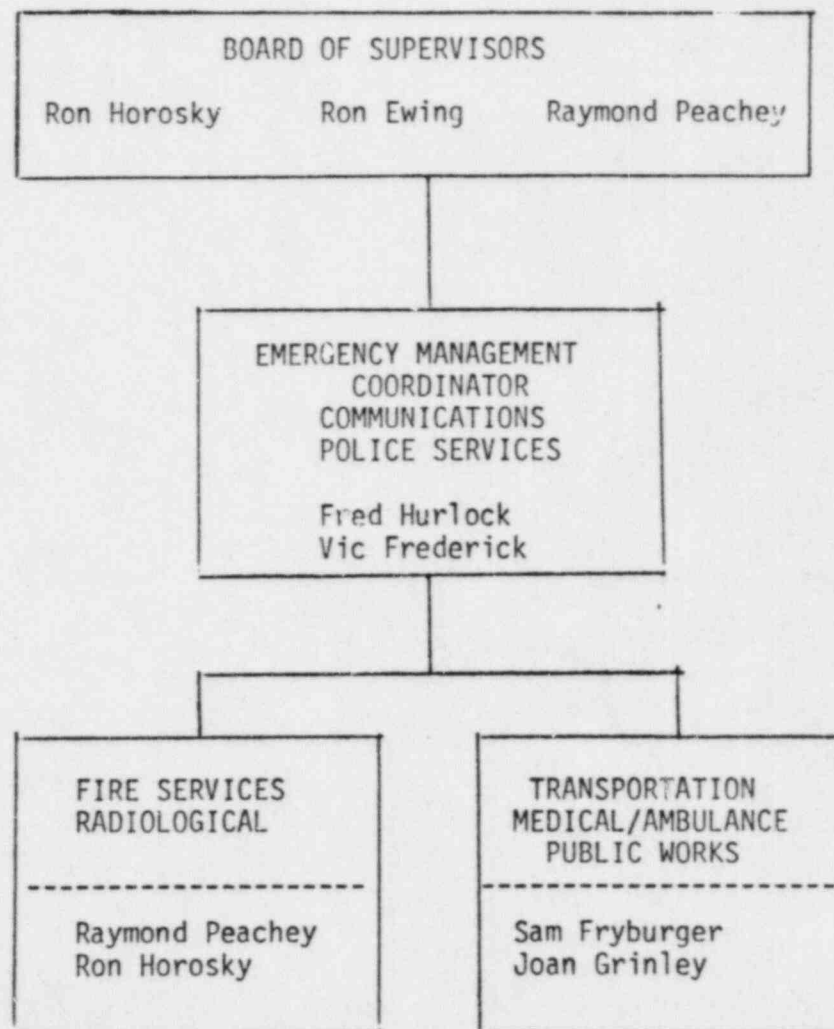 BOARD OF SUPERVISORS
Ron Horosky Ron Ewing Raymond Peachey
EMERGENCY MANAGEMENT
COORDINATOR
COMMUNICATIONS
POLICE SERVICES
Fred Hurlock
Vic Frederick
FIRE SERVICES
RADIOLOGICAL
Raymond Peachey
Ron Horosky
TRANSPORTATION
MEDICAL/AMBULANCE
PUBLIC WORKS
Sam Fryburger
Joan Grinley